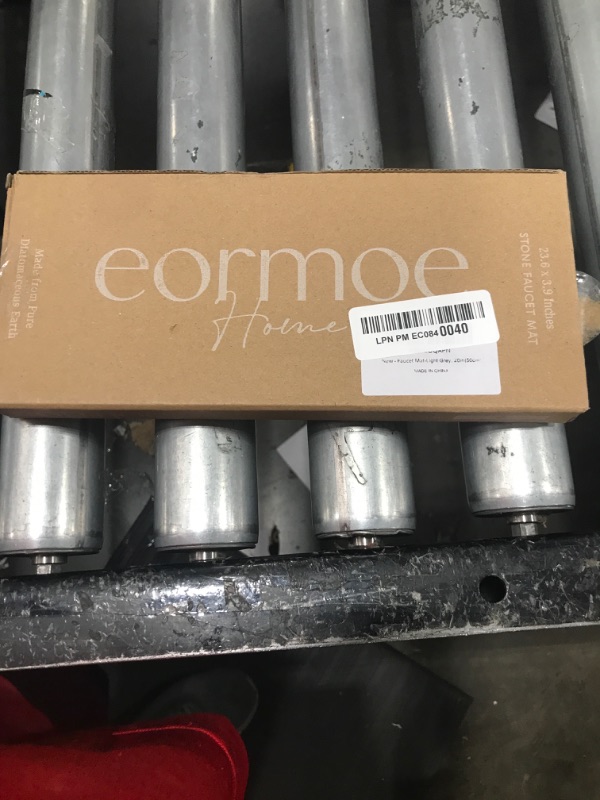 eormoe
Home
Made from Pure
Diatomaceous Earth
23.6 x 3.9 Inches
STONE FAUCET MAT
LPN PM EC0840040
MADE IN CHINA